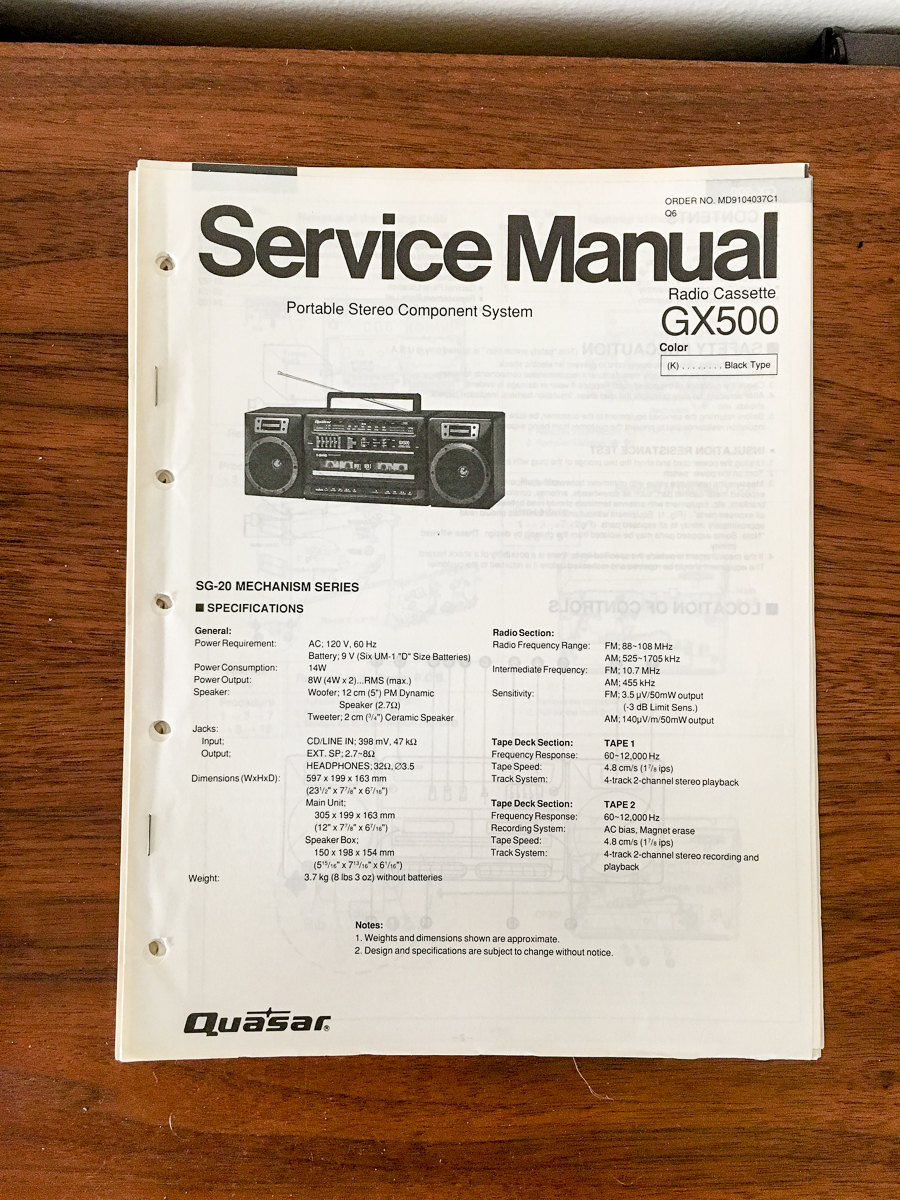 ORDER NO. MD9104037C1
Q6
Service Manual
Radio Cassette
Portable Stereo Component System
GX500
Color
(K) . . . . . . . . Black Type
Quasar
SG-20 MECHANISM SERIES
■ SPECIFICATIONS
General:
Power Requirement: AC; 120 V, 60 Hz
Battery; 9 V (Six UM-1 "D" Size Batteries)
Power Consumption: 14W
Power Output: 8W (4W x 2)...RMS (max.)
Speaker: Woofer; 12 cm (5") PM Dynamic
Speaker (2.7Ω)
Tweeter; 2 cm (3/4") Ceramic Speaker
Jacks:
Input; CD/LINE IN; 398 mV, 47 kΩ
Output; EXT. SP; 2.7~8Ω
HEADPHONES; 32Ω, ∅3.5
Dimensions (WxHxD): 597 x 199 x 163 mm
(23 1/2" x 7 7/8" x 6 7/16")
Main Unit;
305 x 199 x 163 mm
(12" x 7 7/8" x 6 7/16")
Speaker Box;
150 x 198 x 154 mm
(5 15/16" x 7 13/16" x 6 1/16")
Weight: 3.7 kg (8 lbs 3 oz) without batteries
Radio Section:
Radio Frequency Range: FM; 88~108 MHz
AM; 525~1705 kHz
Intermediate Frequency: FM; 10.7 MHz
AM; 455 kHz
Sensitivity: FM; 3.5 µV/50mW output
(-3 dB Limit Sens.)
AM; 140µV/m/50mW output
Tape Deck Section: TAPE 1
Frequency Response: 60~12,000 Hz
Tape Speed: 4.8 cm/s (1 7/8 ips)
Track System: 4-track 2-channel stereo playback
Tape Deck Section: TAPE 2
Frequency Response: 60~12,000 Hz
Recording System: AC bias, Magnet erase
Tape Speed: 4.8 cm/s (1 7/8 ips)
Track System: 4-track 2-channel stereo recording and
playback
Notes:
1. Weights and dimensions shown are approximate.
2. Design and specifications are subject to change without notice.
Quasar®